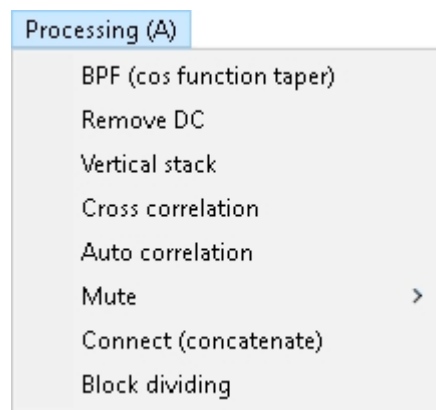 Processing (A)
BPF (cos function taper)
Remove DC
Vertical stack
Cross correlation
Auto correlation
Mute
Connect (concatenate)
Block dividing